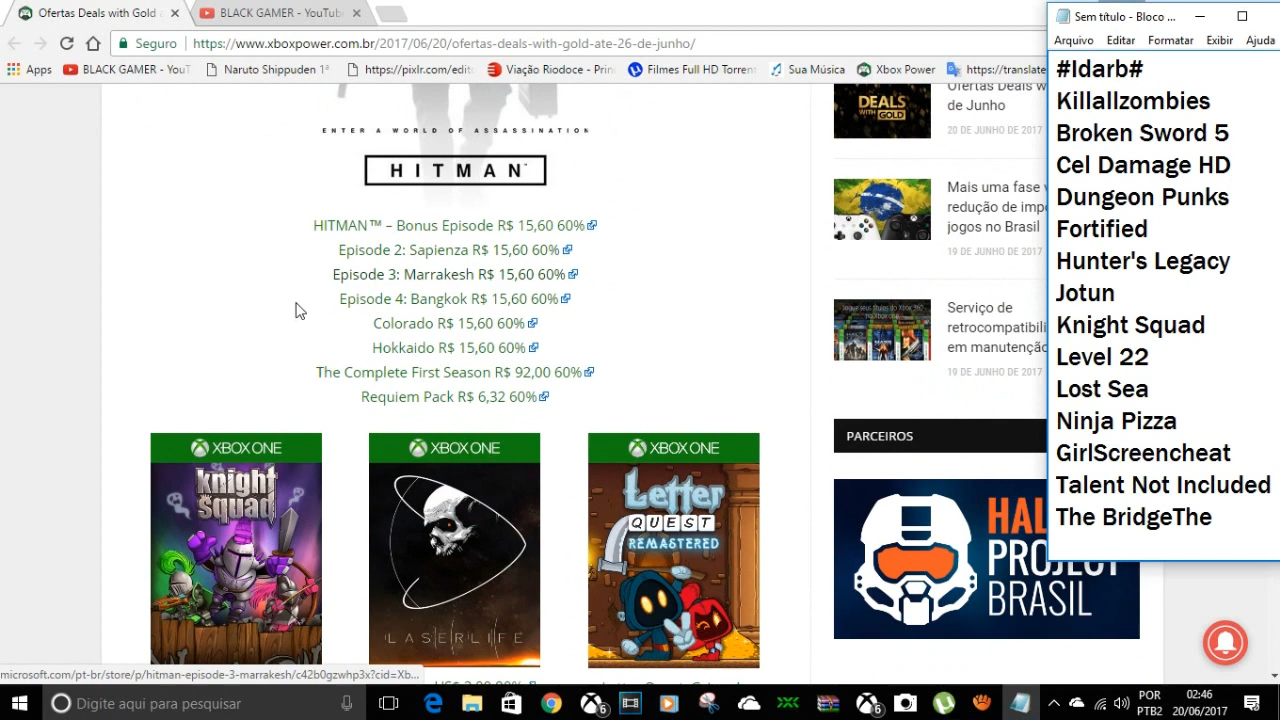 Ofertas Deals with Gold a
BLACK GAMER - YouTube
Seguro
https://www.xboxpower.com.br/2017/06/20/ofertas-deals-with-gold-ate-26-de-junho/
Apps
BLACK GAMER - YouT
Naruto Shippuden 1ª
https://pixlr.com/edit
Viação Riodoce - Prin
Filmes Full HD Torrent
Sua Música
Xbox Power
https://translate
ENTER A WORLD OF ASSASSINATION
HITMAN™
HITMAN™ – Bonus Episode R$ 15,60 60%
Episode 2: Sapienza R$ 15,60 60%
Episode 3: Marrakesh R$ 15,60 60%
Episode 4: Bangkok R$ 15,60 60%
Colorado R$ 15,60 60%
Hokkaido R$ 15,60 60%
The Complete First Season R$ 92,00 60%
Requiem Pack R$ 6,32 60%
XBOX ONE
knight
squad
XBOX ONE
LASERLIFE
XBOX ONE
Letter
QUEST
REMASTERED
DEALS
WITH GOLD
Ofertas Deals w
de Junho
20 DE JUNHO DE 2017
Mais uma fase v
redução de imp
jogos no Brasil
19 DE JUNHO DE 2017
Serviço de
retrocompatibili
em manutenção
19 DE JUNHO DE 2017
PARCEIROS
HAL
PROJECT
BRASIL
Sem título - Bloco ...
Arquivo Editar Formatar Exibir Ajuda
#Idarb#
Killallzombies
Broken Sword 5
Cel Damage HD
Dungeon Punks
Fortified
Hunter's Legacy
Jotun
Knight Squad
Level 22
Lost Sea
Ninja Pizza
GirlScreencheat
Talent Not Included
The BridgeThe
microsoft.com/pt-br/store/p/hitman-episode-3-marrakesh/c42b0gzwhp3x?cid=Xb...
Digite aqui para pesquisar
POR
PTB2
02:46
20/06/2017